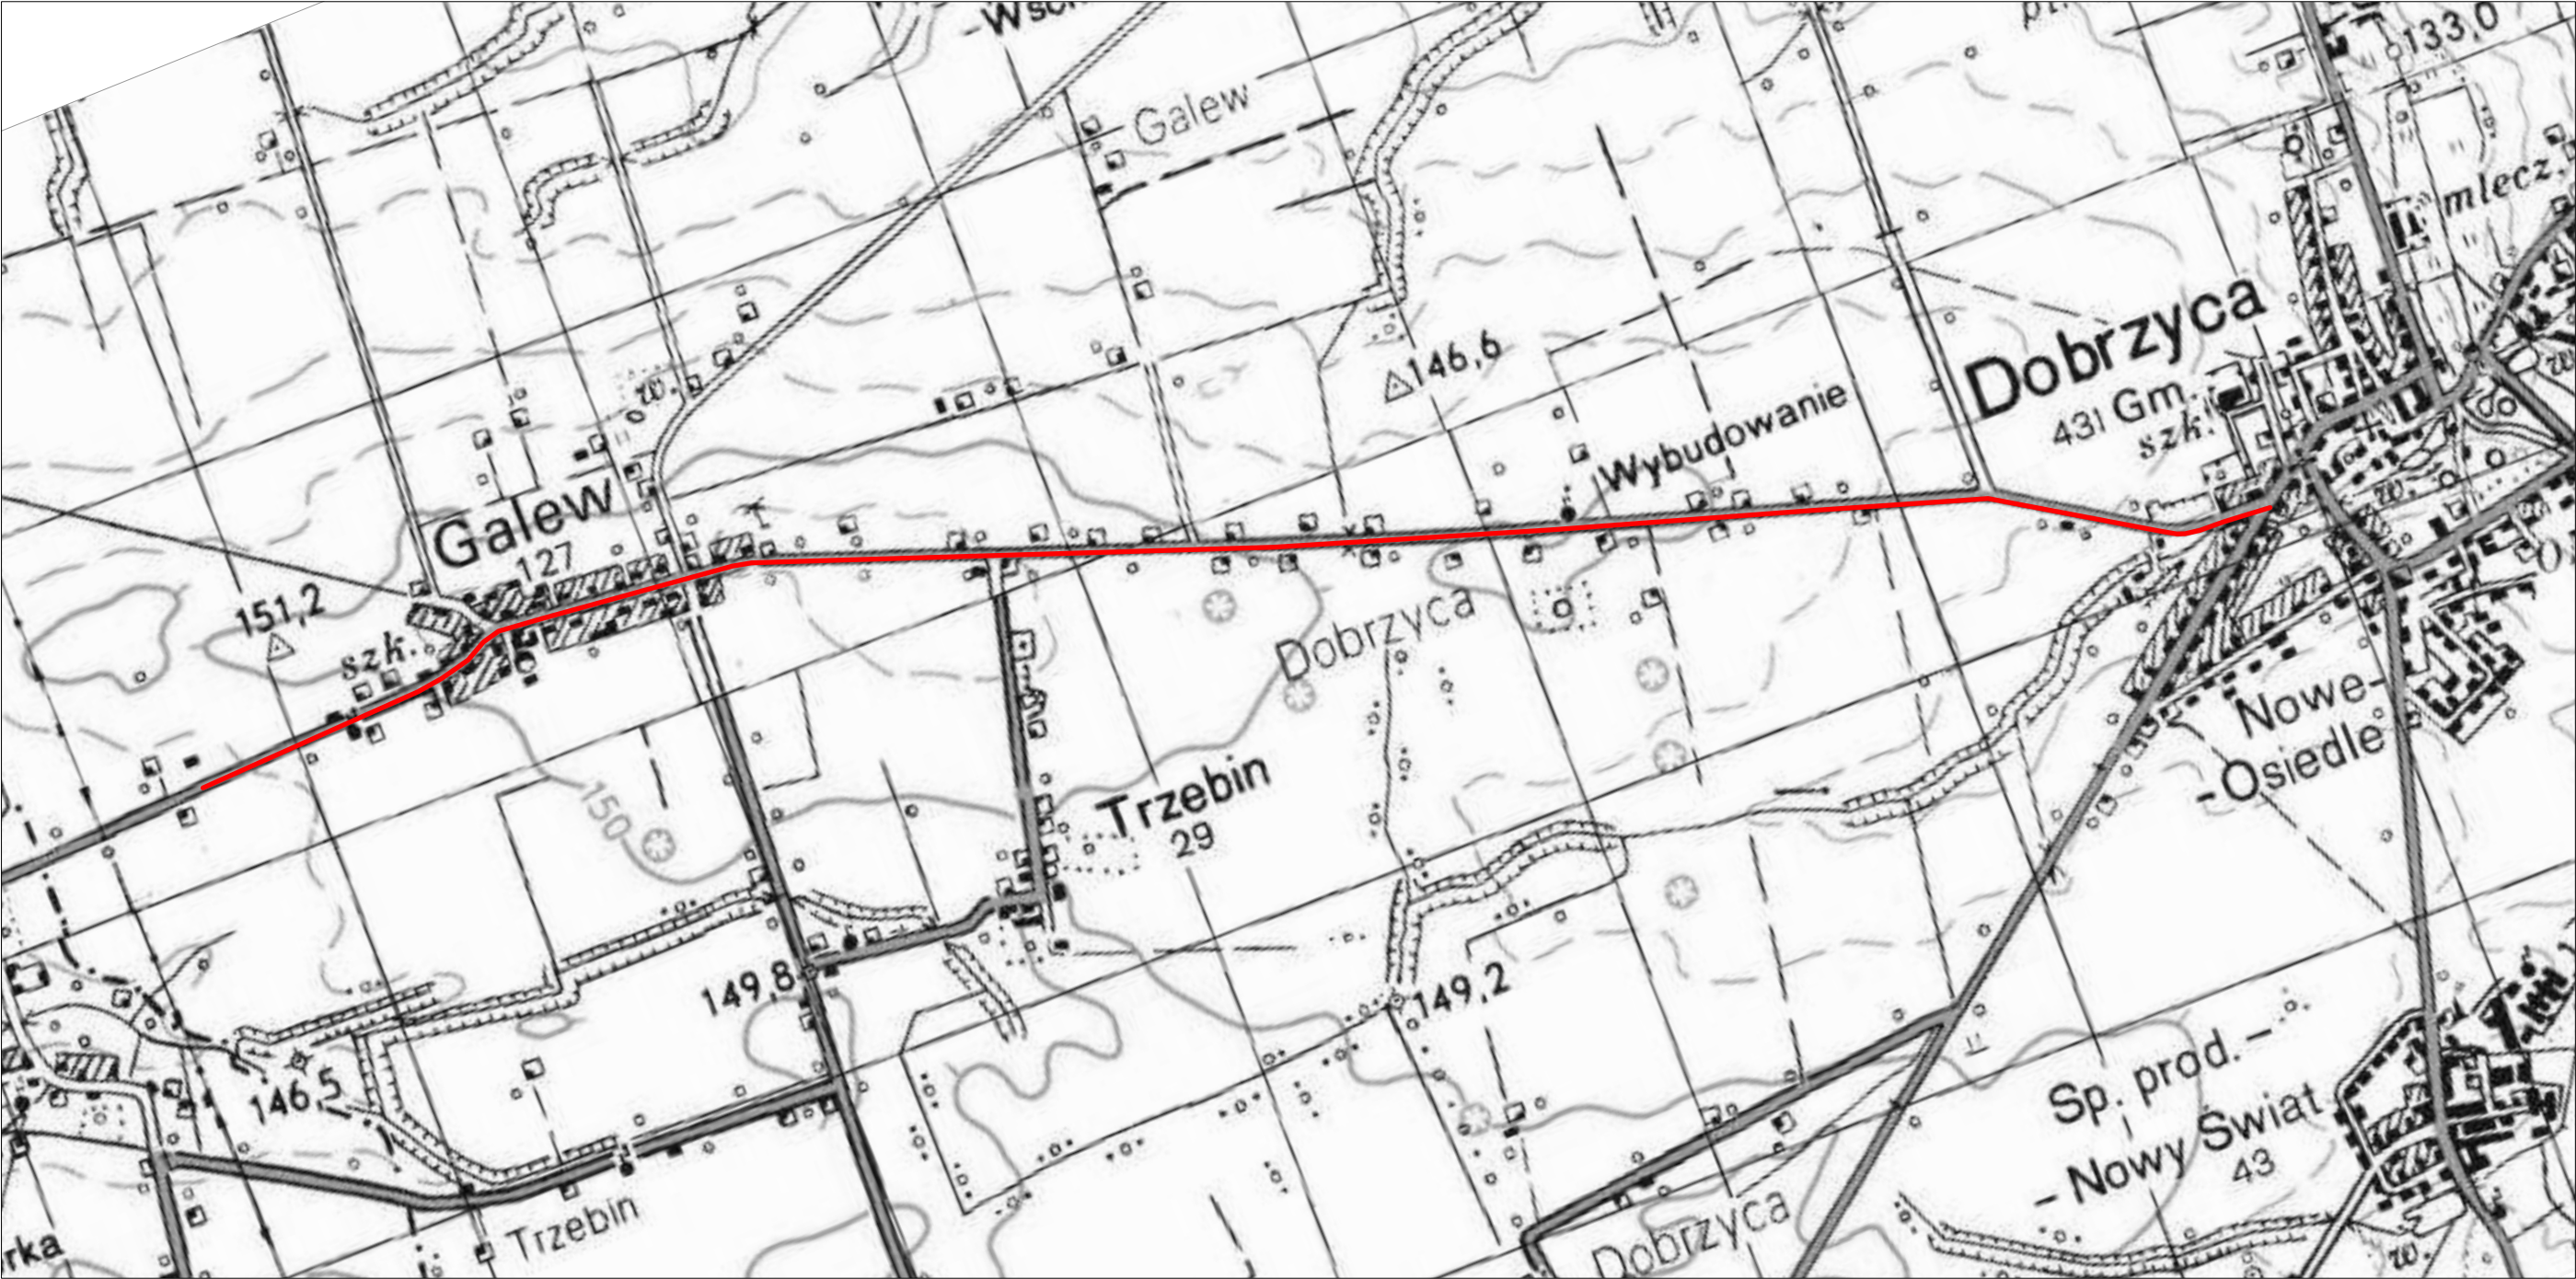 133,0
Galew
mlecz.
Dobrzyca
146,6
431 Gm.
szk.
w.
Wybudowanie
Galew
127
w.
151,2
szk.
Dobrzyca
Nowe-
-Osiedle
150
Trzebin
29
149,8
149,2
146,5
Sp. prod. -
- Nowy Świat
43
Trzebin
Dobrzyca
rka
w.